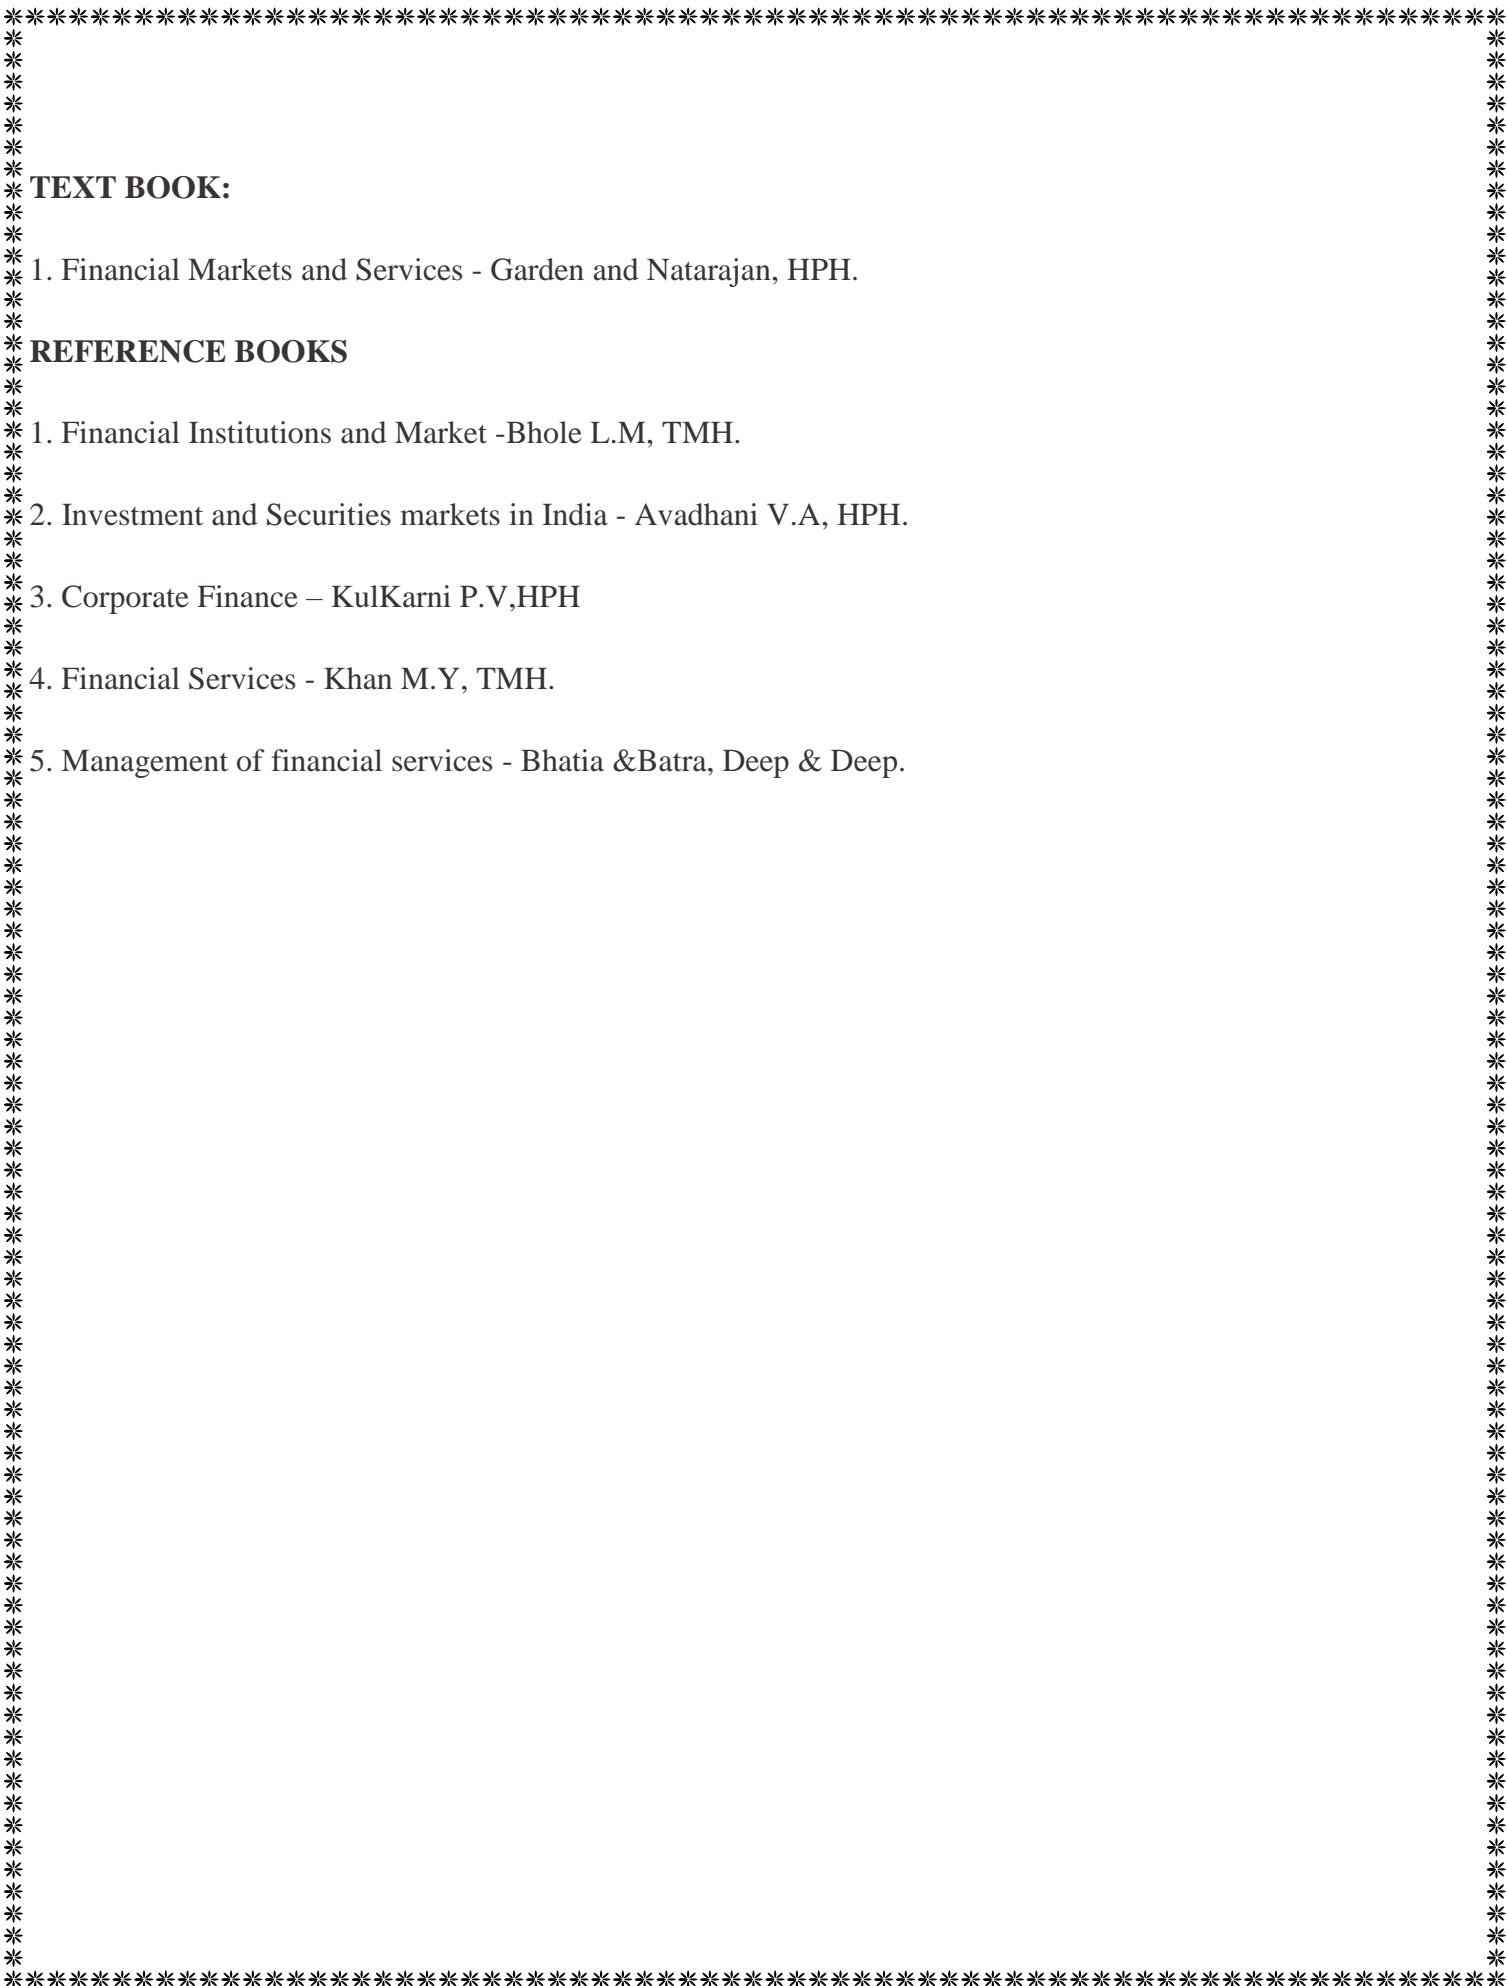 TEXT BOOK:
1. Financial Markets and Services - Garden and Natarajan, HPH.
REFERENCE BOOKS
1. Financial Institutions and Market -Bhole L.M, TMH.
2. Investment and Securities markets in India - Avadhani V.A, HPH.
3. Corporate Finance – KulKarni P.V,HPH
4. Financial Services - Khan M.Y, TMH.
5. Management of financial services - Bhatia &Batra, Deep & Deep.